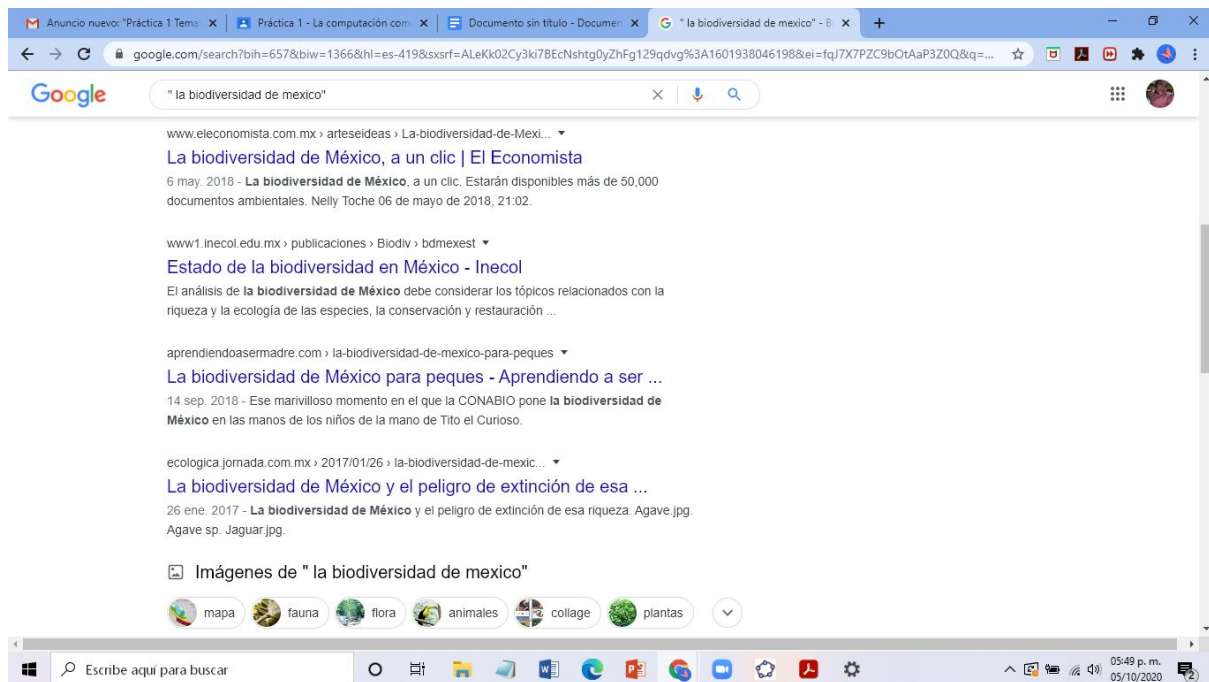 Anuncio nuevo: "Práctica 1 Tema
Práctica 1 - La computación com
Documento sin título - Documen
" la biodiversidad de mexico" - B
google.com/search?bih=657&biw=1366&hl=es-419&sxsrf=ALeKk02Cy3ki7BEcNshtg0yZhFg129qdvg%3A1601938046198&ei=fqJ7X7PZC9bOtAaP3Z0Q&q=...
Google
" la biodiversidad de mexico"
www.eleconomista.com.mx › arteseideas › La-biodiversidad-de-Mexi...
La biodiversidad de México, a un clic | El Economista
6 may. 2018 - La biodiversidad de México, a un clic. Estarán disponibles más de 50,000
documentos ambientales. Nelly Toche 06 de mayo de 2018, 21:02.
www1.inecol.edu.mx › publicaciones › Biodiv › bdmexest
Estado de la biodiversidad en México - Inecol
El análisis de la biodiversidad de México debe considerar los tópicos relacionados con la
riqueza y la ecología de las especies, la conservación y restauración ...
aprendiendoasermadre.com › la-biodiversidad-de-mexico-para-peques
La biodiversidad de México para peques - Aprendiendo a ser ...
14 sep. 2018 - Ese marivilloso momento en el que la CONABIO pone la biodiversidad de
México en las manos de los niños de la mano de Tito el Curioso.
ecologica.jornada.com.mx › 2017/01/26 › la-biodiversidad-de-mexic...
La biodiversidad de México y el peligro de extinción de esa ...
26 ene. 2017 - La biodiversidad de México y el peligro de extinción de esa riqueza. Agave.jpg.
Agave sp. Jaguar.jpg.
Imágenes de " la biodiversidad de mexico"
mapa fauna flora animales collage plantas
Escribe aquí para buscar
05:49 p. m.
05/10/2020
2